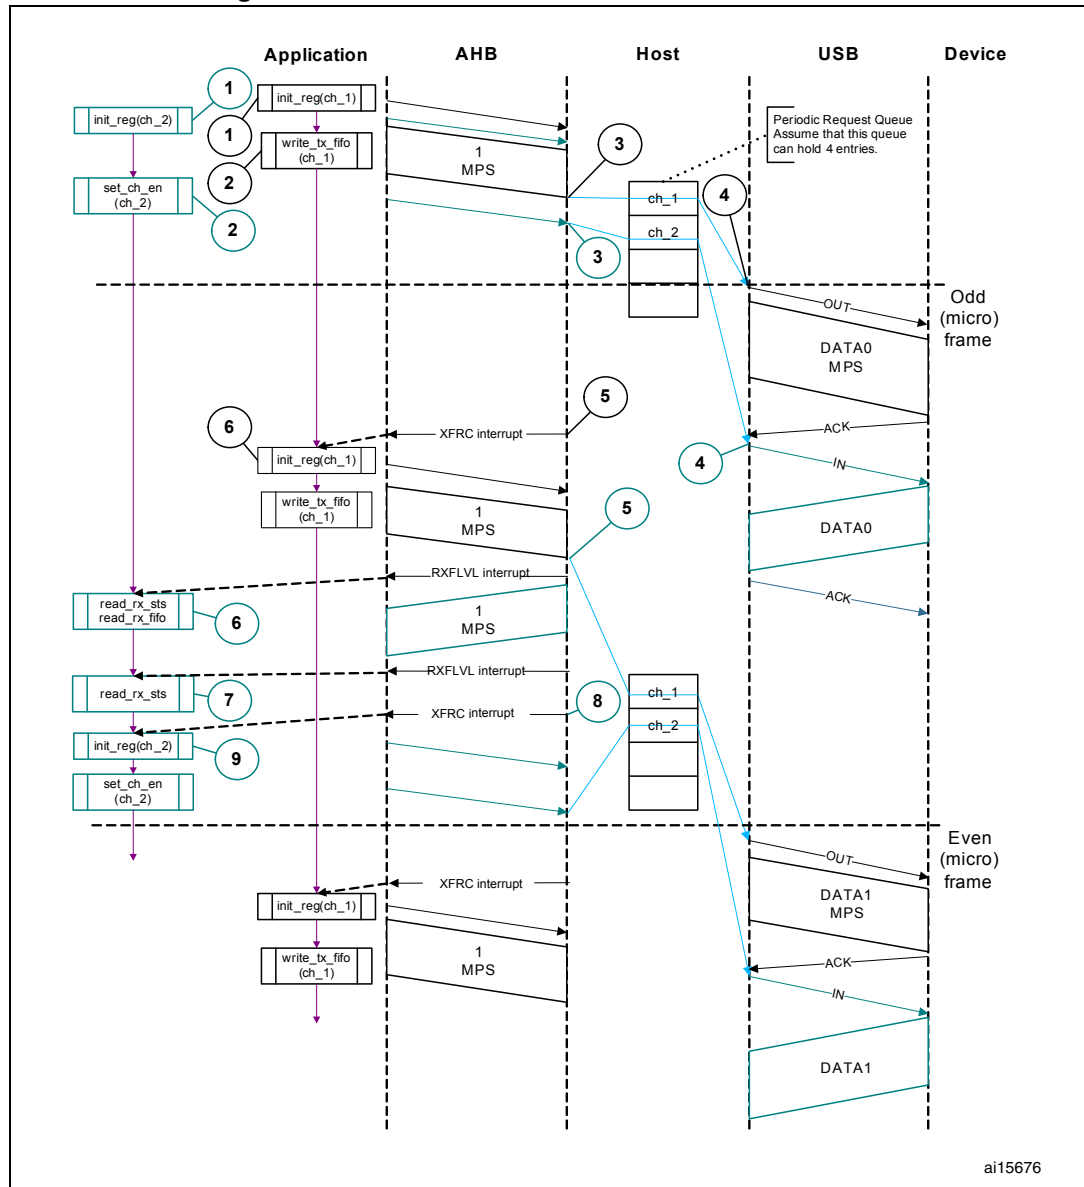 Application AHB Host USB Device
1
init_reg(ch_2)
init_reg(ch_1)
1
write_tx_fifo
(ch_1)
2
set_ch_en
(ch_2)
2
1
MPS
3
3
Periodic Request Queue
Assume that this queue
can hold 4 entries.
4
ch_1
ch_2
Odd
(micro)
frame
OUT
DATA0
MPS
ACK
5
XFRC interrupt
6
init_reg(ch_1)
4
IN
write_tx_fifo
(ch_1)
1
MPS
5
DATA0
RXFLVL interrupt
ACK
read_rx_sts
read_rx_fifo
6
1
MPS
RXFLVL interrupt
read_rx_sts
7
XFRC interrupt
8
ch_1
ch_2
init_reg(ch_2)
9
set_ch_en
(ch_2)
Even
(micro)
frame
OUT
XFRC interrupt
init_reg(ch_1)
DATA1
MPS
write_tx_fifo
(ch_1)
1
MPS
ACK
IN
DATA1
ai15676